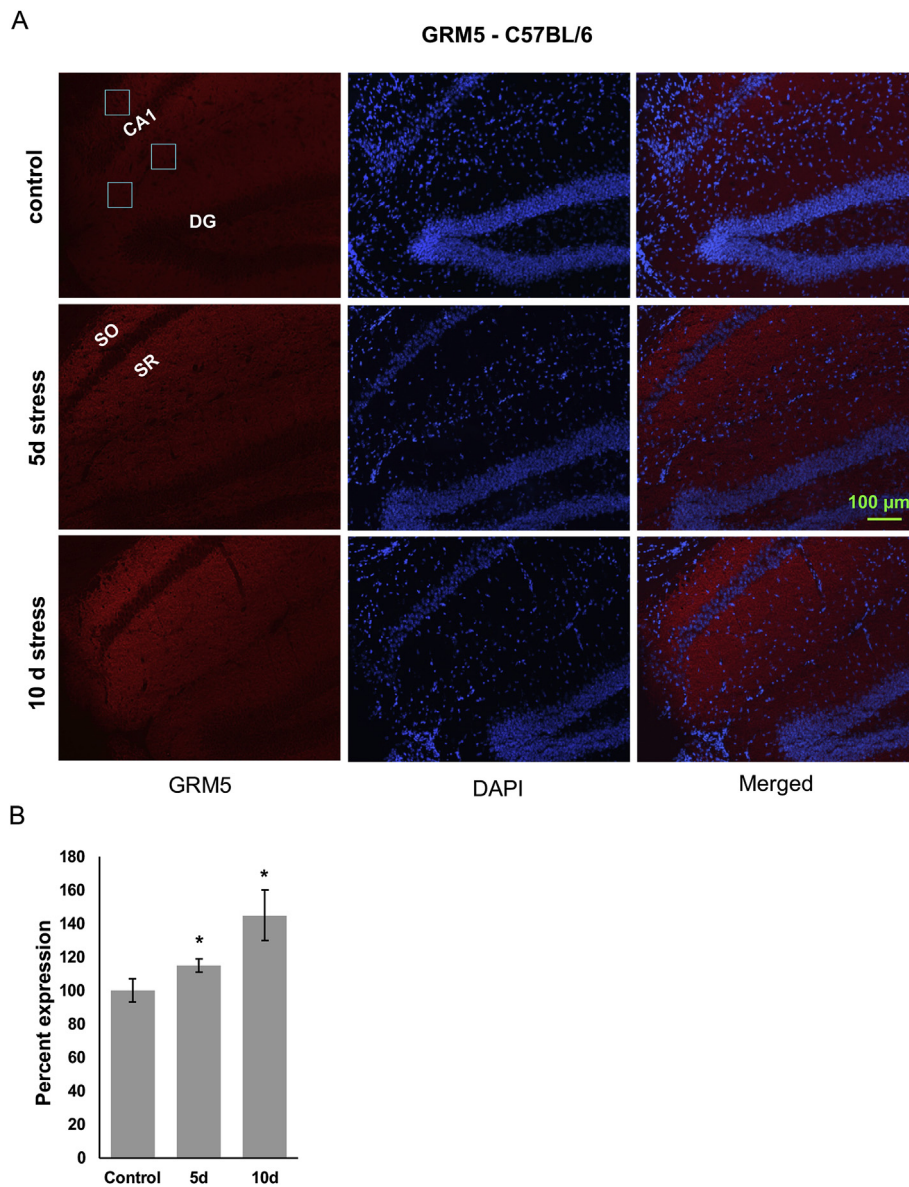 A
GRM5 - C57BL/6
control
CA1
DG
5d stress
SO
SR
100 µm
10 d stress
GRM5 DAPI Merged
B
Percent expression
180
160
140
120
100
80
60
40
20
0
*
*
Control 5d 10d